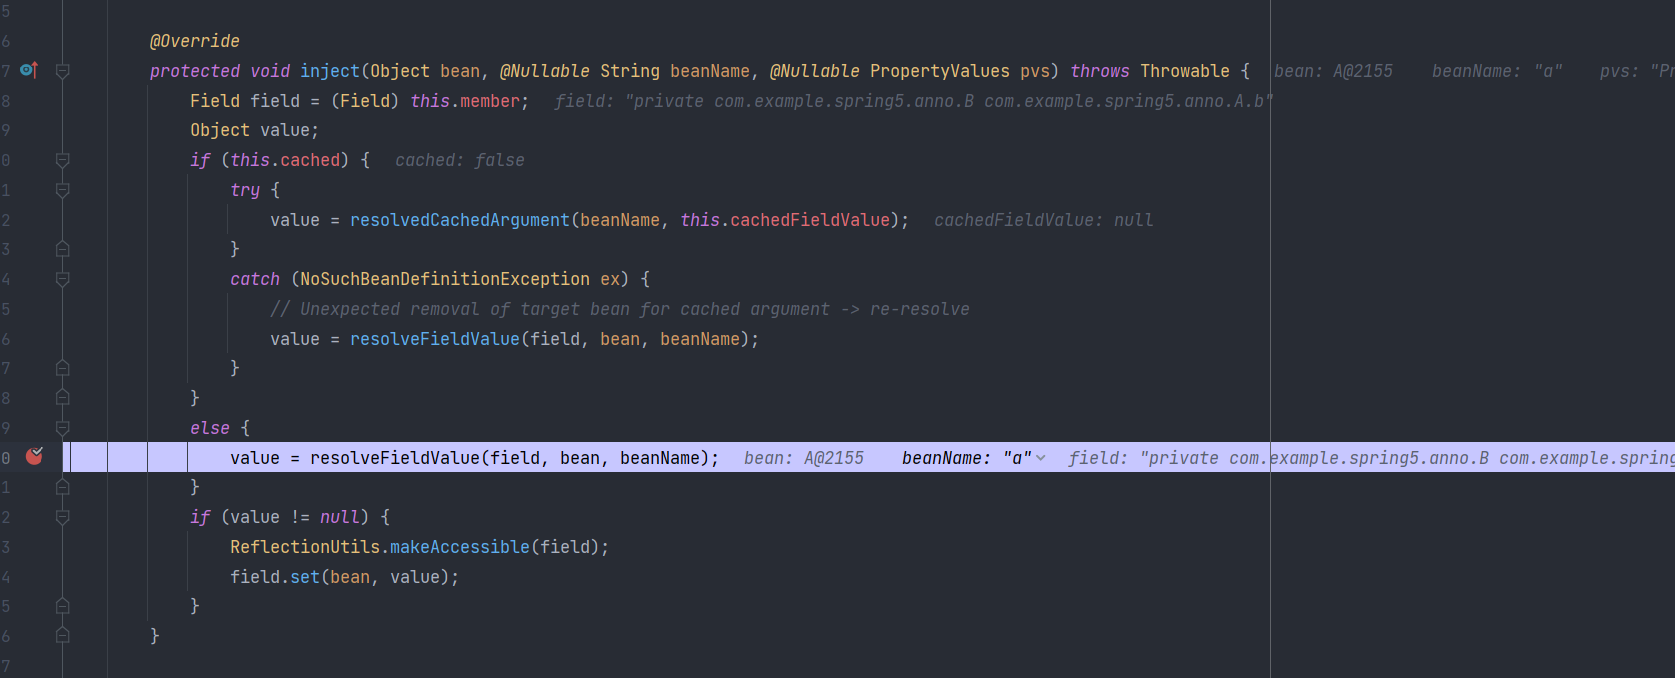 5
6 @Override
7 protected void inject(Object bean, @Nullable String beanName, @Nullable PropertyValues pvs) throws Throwable { bean: A@2155 beanName: "a" pvs: "Pr
8 Field field = (Field) this.member; field: "private com.example.spring5.anno.B com.example.spring5.anno.A.b"
9 Object value;
0 if (this.cached) { cached: false
1 try {
2 value = resolvedCachedArgument(beanName, this.cachedFieldValue); cachedFieldValue: null
3 }
4 catch (NoSuchBeanDefinitionException ex) {
5 // Unexpected removal of target bean for cached argument -> re-resolve
6 value = resolveFieldValue(field, bean, beanName);
7 }
8 }
9 else {
0 value = resolveFieldValue(field, bean, beanName); bean: A@2155 beanName: "a" field: "private com.example.spring5.anno.B com.example.spring
1 }
2 if (value != null) {
3 ReflectionUtils.makeAccessible(field);
4 field.set(bean, value);
5 }
6 }
7